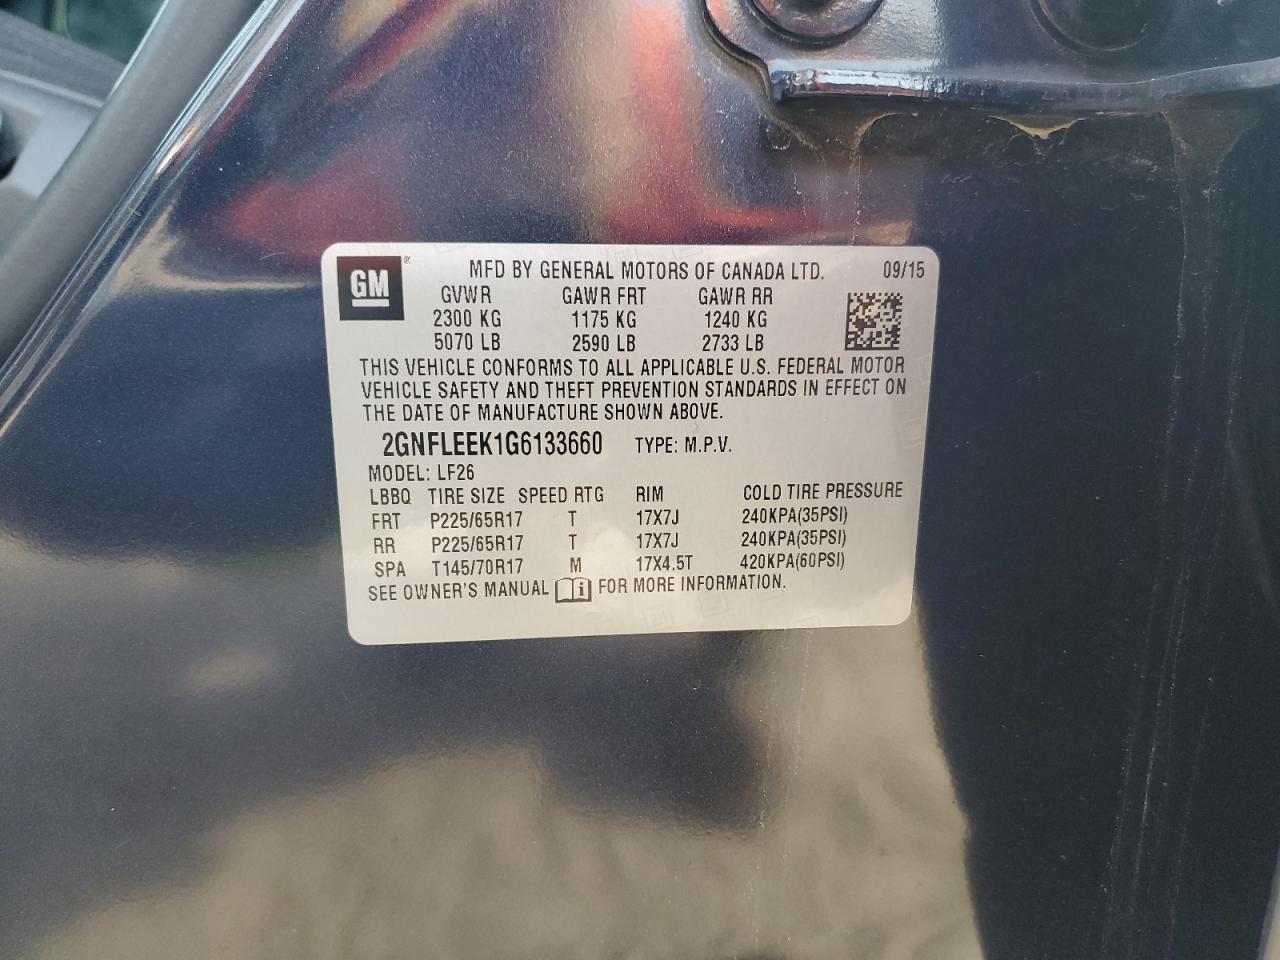 GM ®
MFD BY GENERAL MOTORS OF CANADA LTD. 09/15
GVWR GAWR FRT GAWR RR
2300 KG 1175 KG 1240 KG
5070 LB 2590 LB 2733 LB
THIS VEHICLE CONFORMS TO ALL APPLICABLE U.S. FEDERAL MOTOR
VEHICLE SAFETY AND THEFT PREVENTION STANDARDS IN EFFECT ON
THE DATE OF MANUFACTURE SHOWN ABOVE.
2GNFLEEK1G6133660 TYPE: M.P.V.
MODEL: LF26
LBBQ TIRE SIZE SPEED RTG RIM COLD TIRE PRESSURE
FRT P225/65R17 T 17X7J 240KPA(35PSI)
RR P225/65R17 T 17X7J 240KPA(35PSI)
SPA T145/70R17 M 17X4.5T 420KPA(60PSI)
SEE OWNER'S MANUAL i FOR MORE INFORMATION.